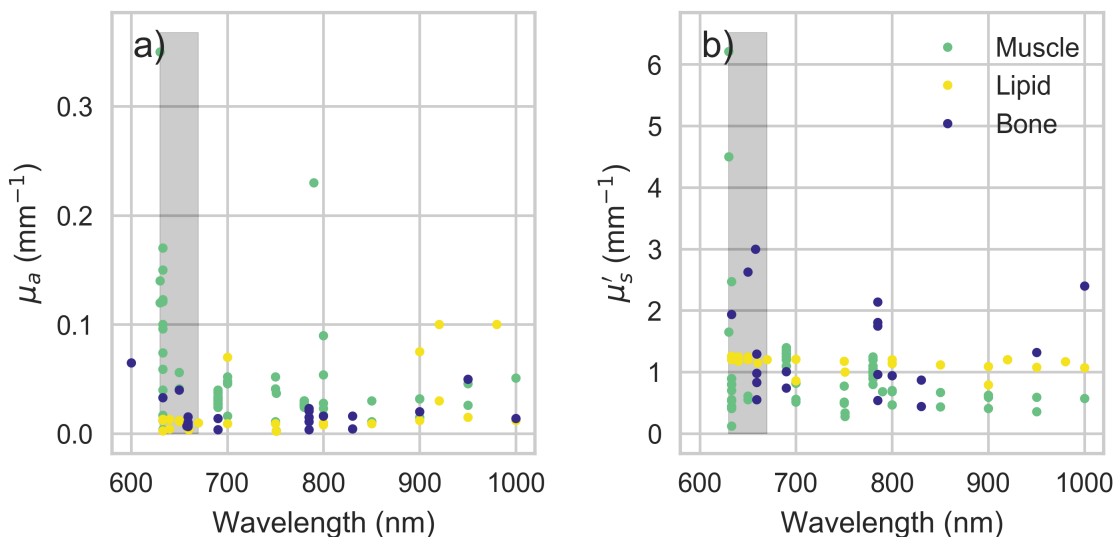 a)
0.3
0.2
0.1
0.0
600 700 800 900 1000
Wavelength (nm)
μₐ (mm⁻¹)
b)
Muscle
Lipid
Bone
6
5
4
3
2
1
0
600 700 800 900 1000
Wavelength (nm)
μ′ₛ (mm⁻¹)